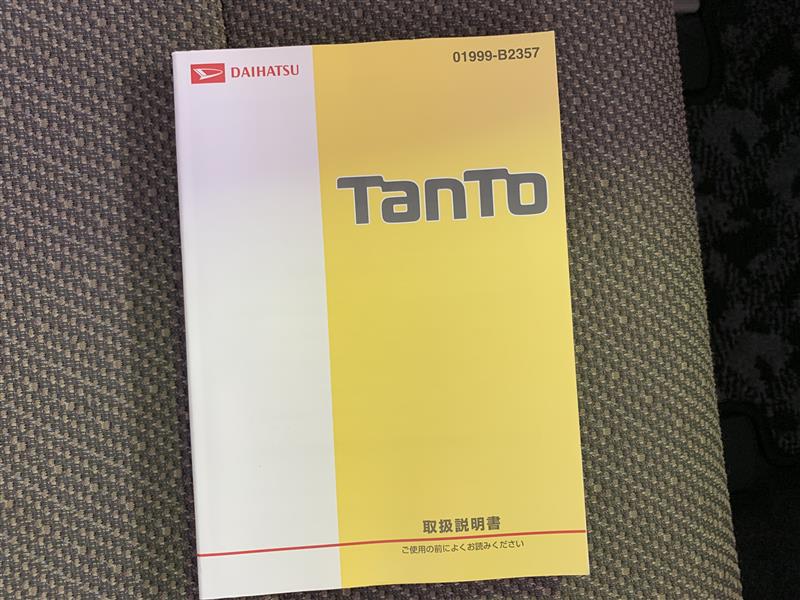 DAIHATSU
01999-B2357
TanTo
取扱説明書
ご使用の前によくお読みください